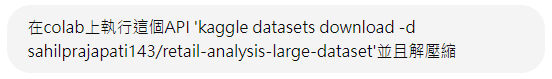 在colab上執行這個API 'kaggle datasets download -d
sahilprajapati143/retail-analysis-large-dataset'並且解壓縮